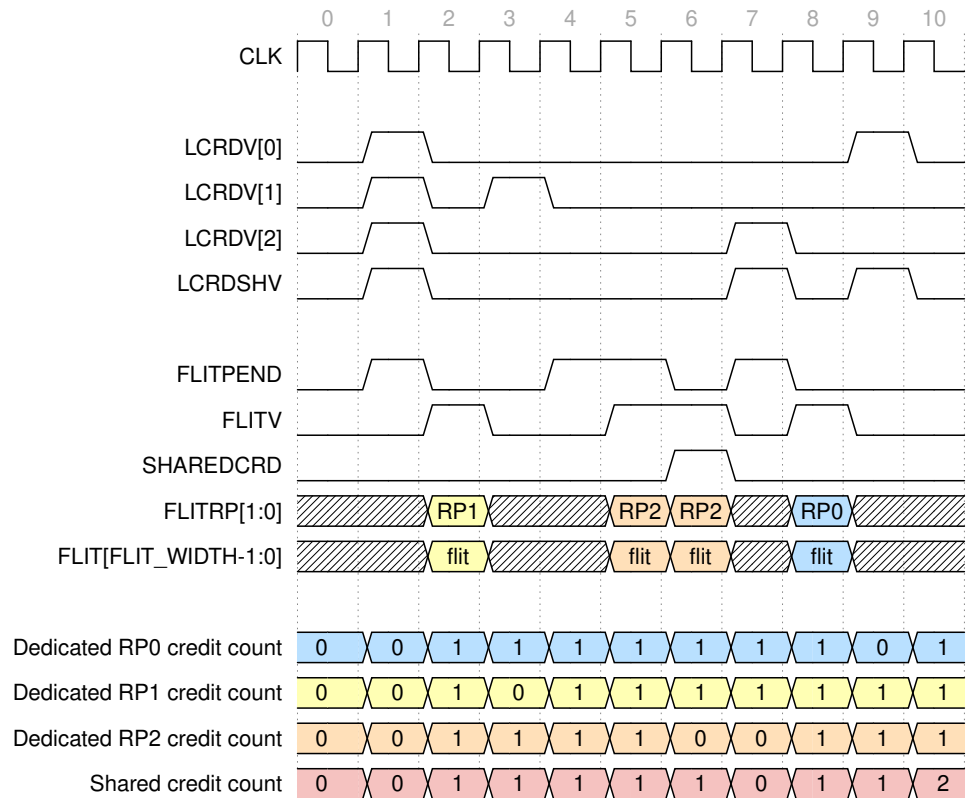 0 1 2 3 4 5 6 7 8 9 10
CLK
LCRDV[0]
LCRDV[1]
LCRDV[2]
LCRDSHV
FLITPEND
FLITV
SHAREDCRD
FLITRP[1:0] RP1 RP2 RP2 RP0
FLIT[FLIT_WIDTH-1:0] flit flit flit flit
Dedicated RP0 credit count 0 0 1 1 1 1 1 1 1 0 1
Dedicated RP1 credit count 0 0 1 0 1 1 1 1 1 1 1
Dedicated RP2 credit count 0 0 1 1 1 1 0 0 1 1 1
Shared credit count 0 0 1 1 1 1 1 0 1 1 2